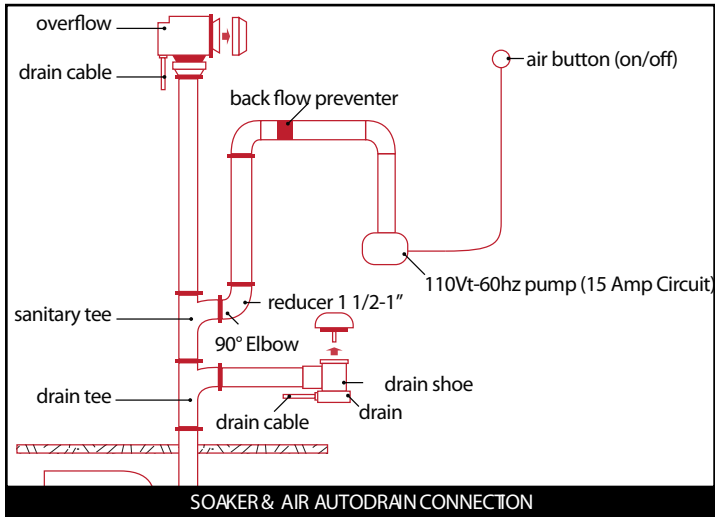 overflow
drain cable
air button (on/off)
back flow preventer
110Vt-60hz pump (15 Amp Circuit)
reducer 1 1/2-1”
sanitary tee
90° Elbow
drain shoe
drain tee
drain cable
drain
SOAKER & AIR AUTODRAIN CONNECTION